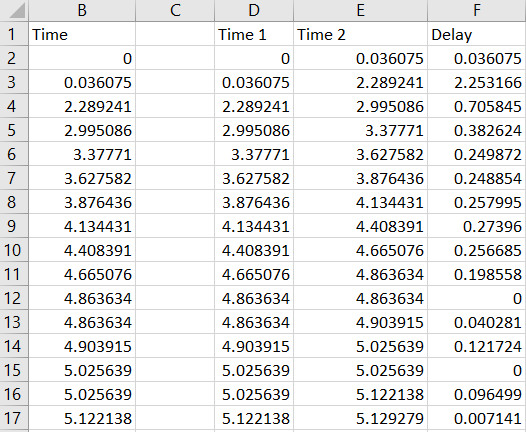 B C D E F
1 Time Time 1 Time 2 Delay
2 0 0 0.036075 0.036075
3 0.036075 0.036075 2.289241 2.253166
4 2.289241 2.289241 2.995086 0.705845
5 2.995086 2.995086 3.37771 0.382624
6 3.37771 3.37771 3.627582 0.249872
7 3.627582 3.627582 3.876436 0.248854
8 3.876436 3.876436 4.134431 0.257995
9 4.134431 4.134431 4.408391 0.27396
10 4.408391 4.408391 4.665076 0.256685
11 4.665076 4.665076 4.863634 0.198558
12 4.863634 4.863634 4.863634 0
13 4.863634 4.863634 4.903915 0.040281
14 4.903915 4.903915 5.025639 0.121724
15 5.025639 5.025639 5.025639 0
16 5.025639 5.025639 5.122138 0.096499
17 5.122138 5.122138 5.129279 0.007141